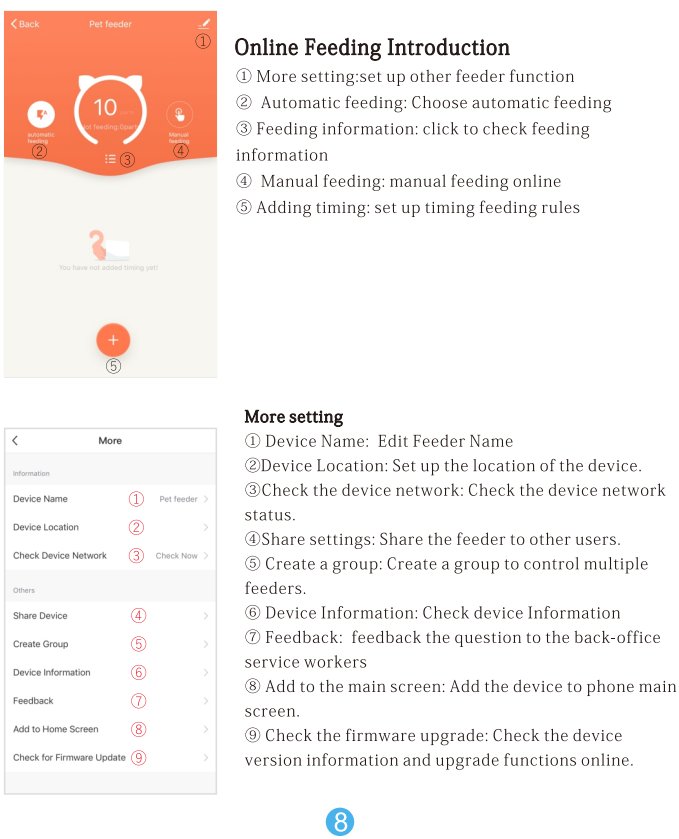 Back Pet feeder
①
Online Feeding Introduction
① More setting:set up other feeder function
② Automatic feeding: Choose automatic feeding
③ Feeding information: click to check feeding
information
④ Manual feeding: manual feeding online
⑤ Adding timing: set up timing feeding rules
10
automatic
feeding
②
Manual
feeding
④
③
You have not added timing yet!
+
⑤
More
Information
Device Name ① Pet feeder
Device Location ②
Check Device Network ③ Check Now
Others
Share Device ④
Create Group ⑤
Device Information ⑥
Feedback ⑦
Add to Home Screen ⑧
Check for Firmware Update ⑨
More setting
① Device Name: Edit Feeder Name
②Device Location: Set up the location of the device.
③Check the device network: Check the device network
status.
④Share settings: Share the feeder to other users.
⑤ Create a group: Create a group to control multiple
feeders.
⑥ Device Information: Check device Information
⑦ Feedback: feedback the question to the back-office
service workers
⑧ Add to the main screen: Add the device to phone main
screen.
⑨ Check the firmware upgrade: Check the device
version information and upgrade functions online.
8